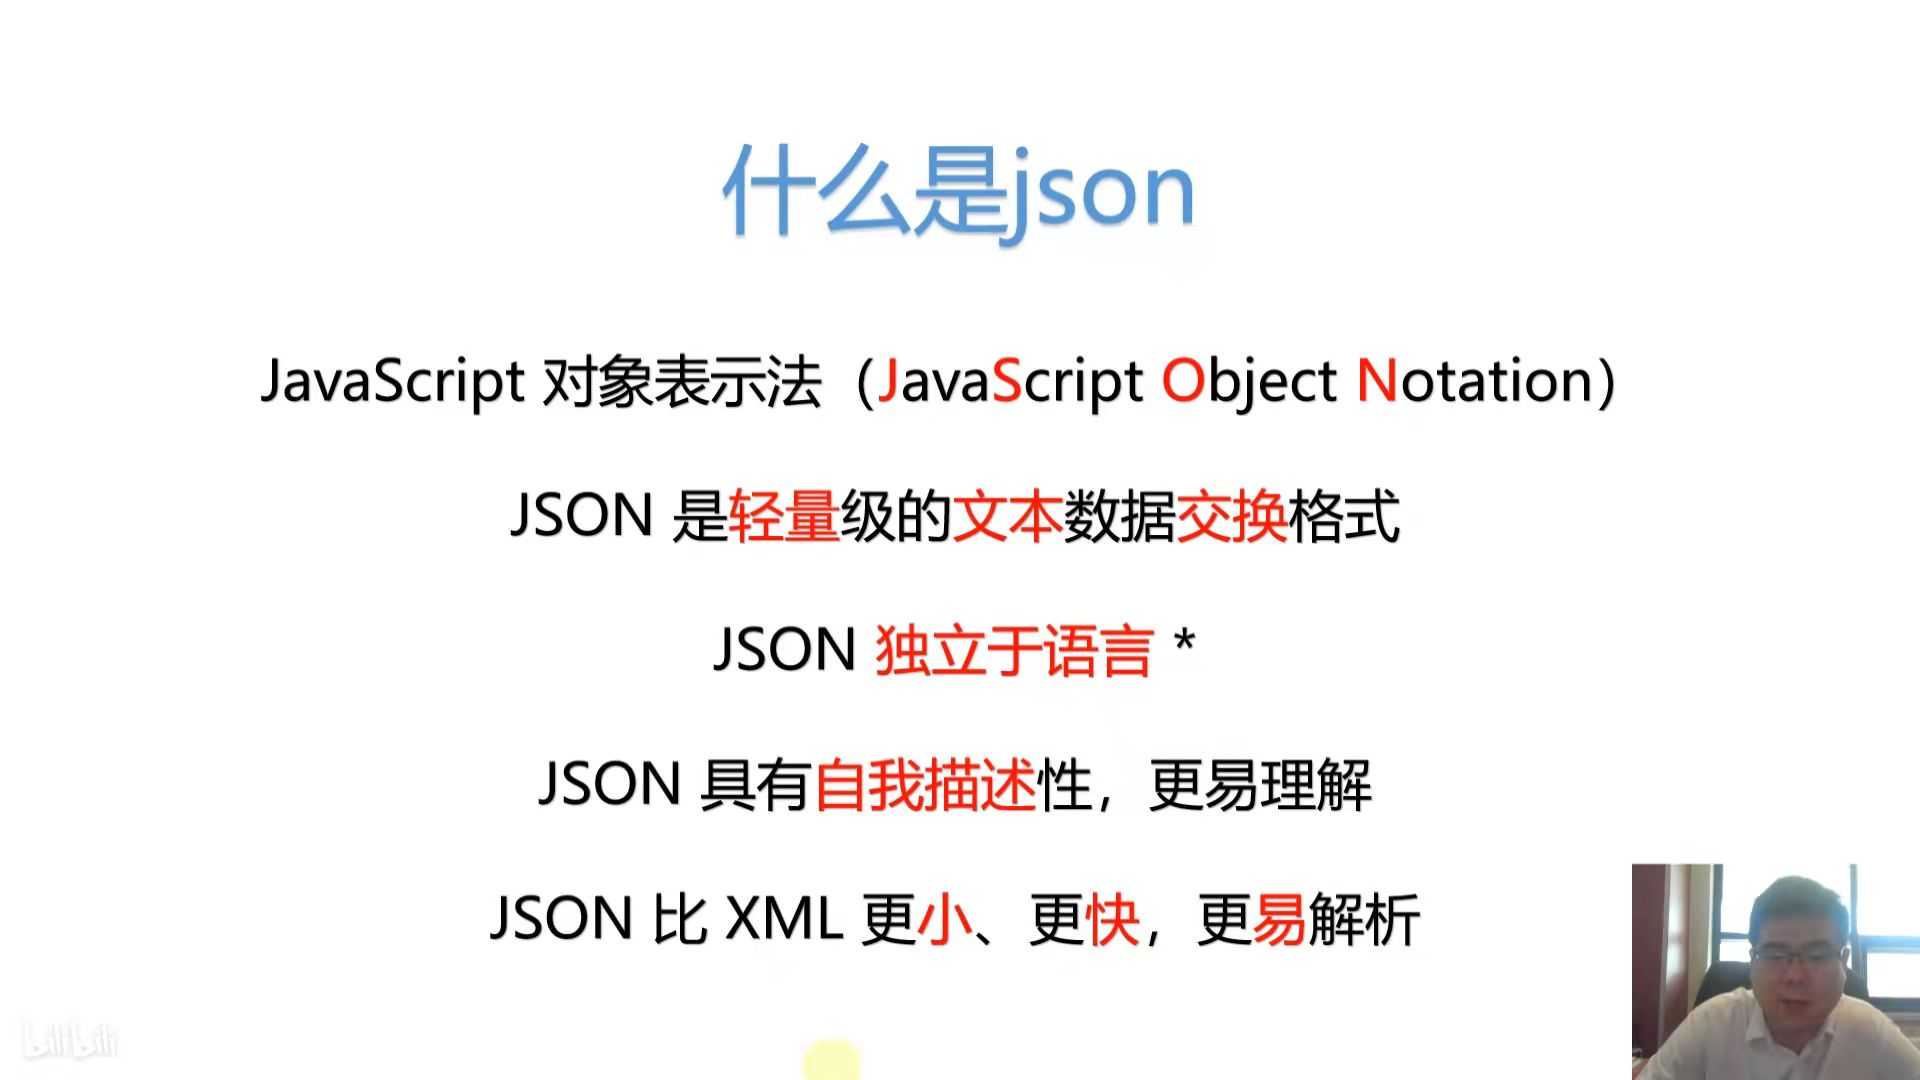 什么是json
JavaScript 对象表示法（JavaScript Object Notation）
JSON 是轻量级的文本数据交换格式
JSON 独立于语言 *
JSON 具有自我描述性，更易理解
JSON 比 XML 更小、更快，更易解析
bilibili